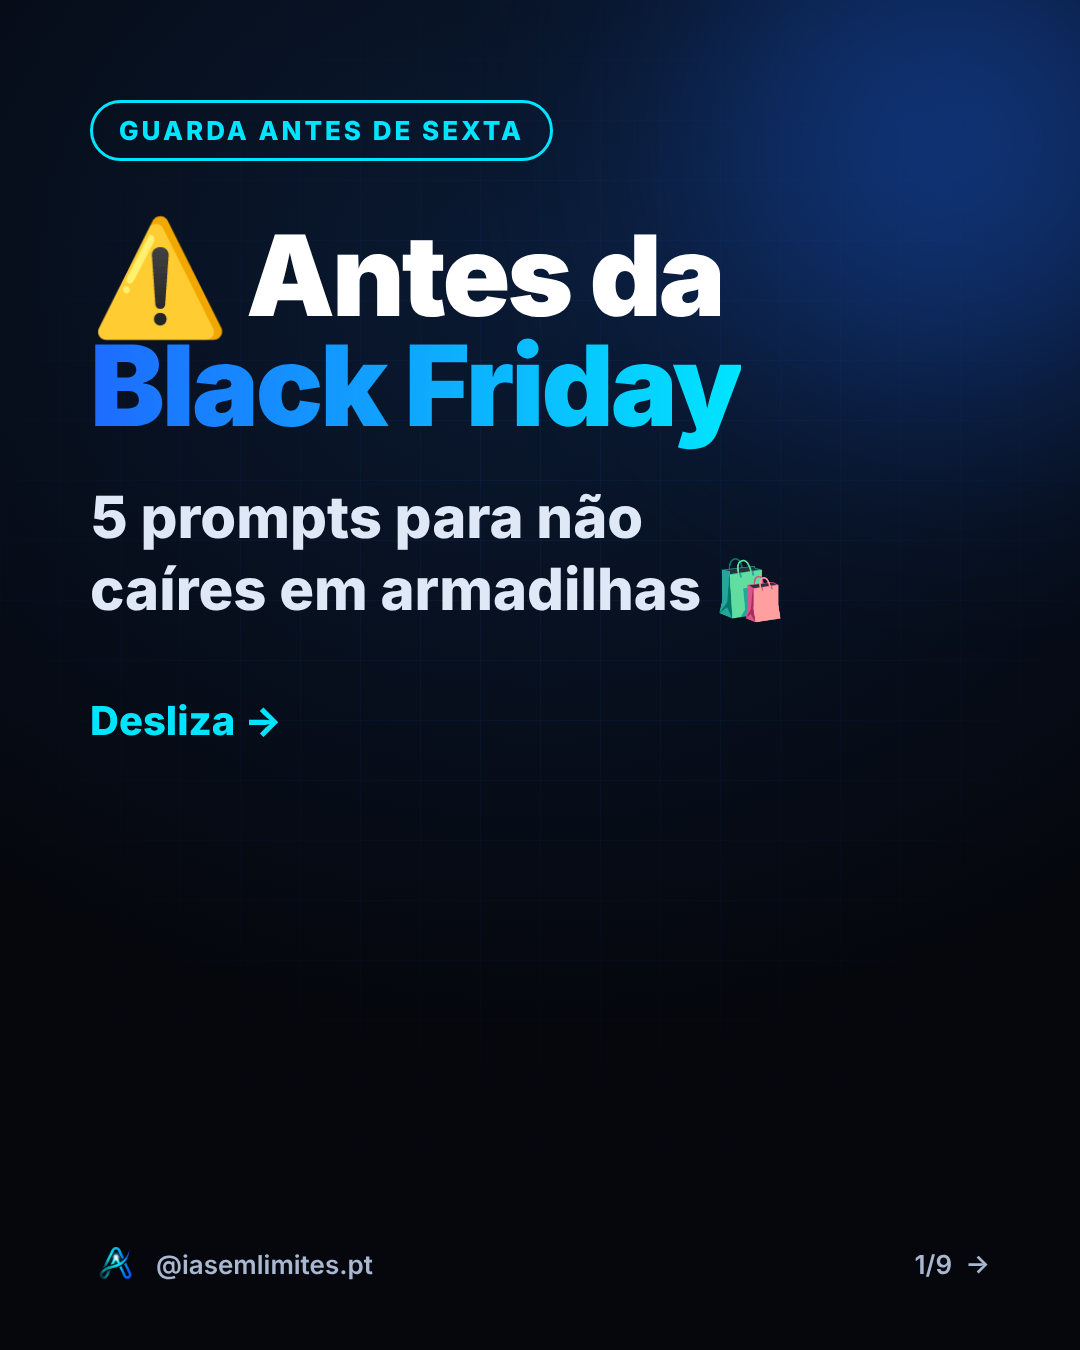 GUARDA ANTES DE SEXTA
⚠️ Antes da
Black Friday
5 prompts para não
caíres em armadilhas 🛍️
Desliza →
@iasemlimites.pt
1/9 →